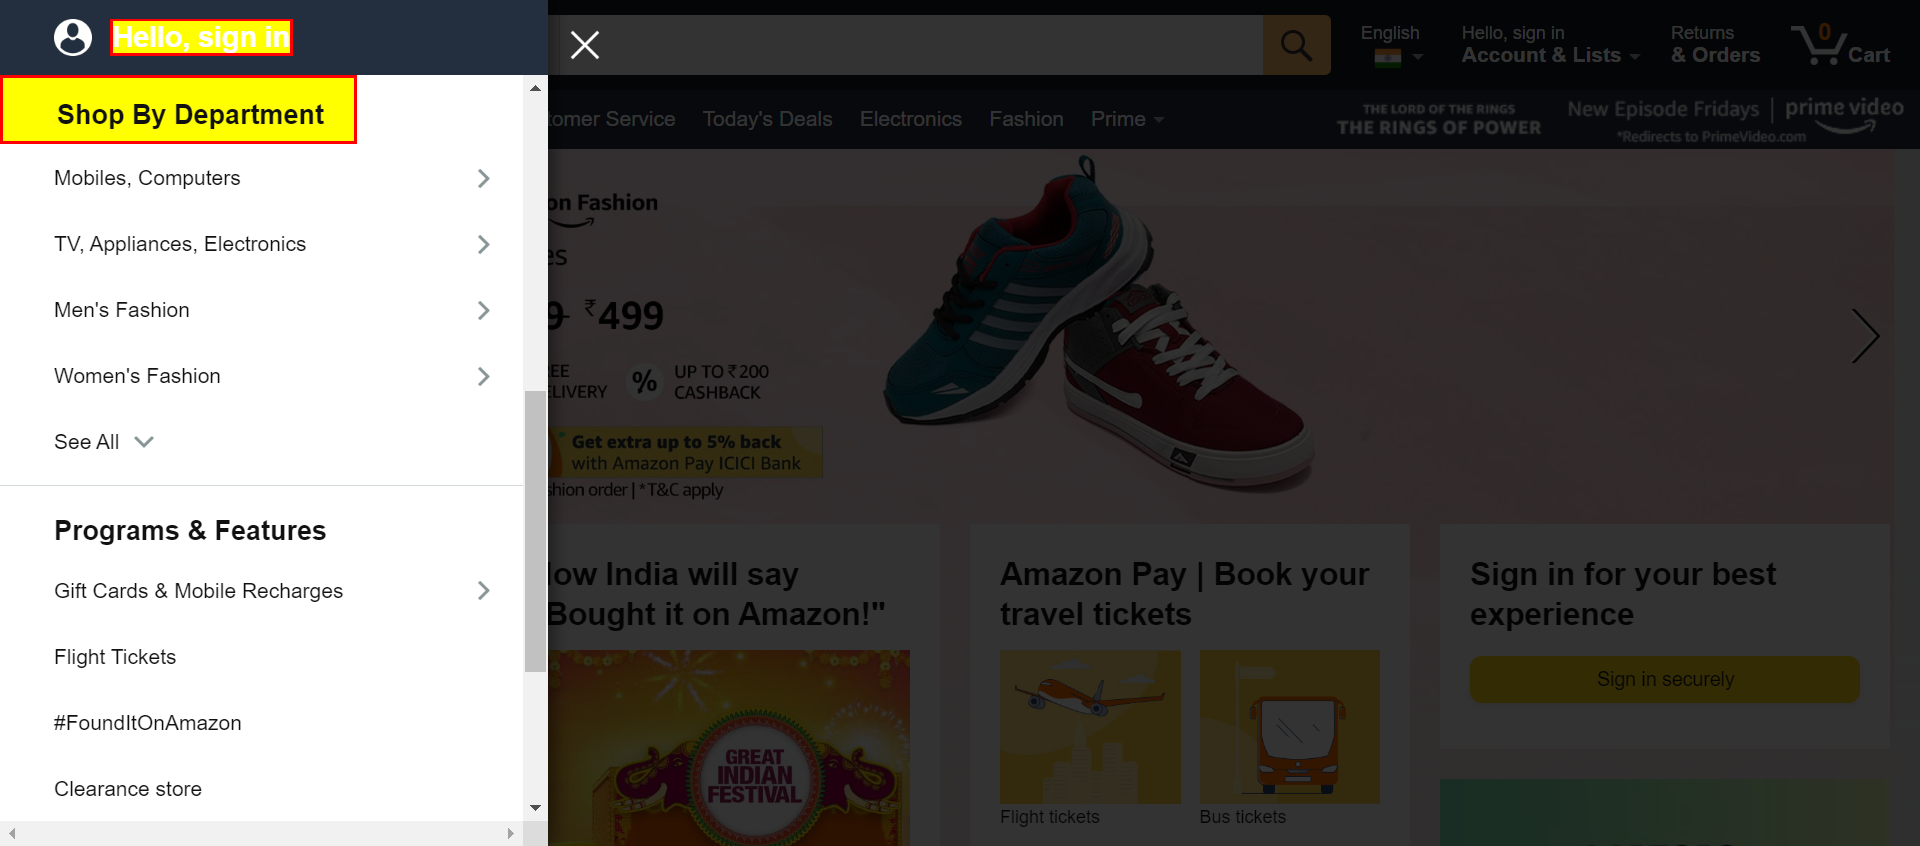 Hello, sign in
English
Hello, sign in
Account & Lists
Returns
& Orders
0
Cart
Shop By Department
tomer Service
Today's Deals
Electronics
Fashion
Prime
THE LORD OF THE RINGS
THE RINGS OF POWER
New Episode Fridays
prime video
*Redirects to PrimeVideo.com
Mobiles, Computers
TV, Appliances, Electronics
Men's Fashion
Women's Fashion
See All
on Fashion
es
9 ₹499
REE
ELIVERY
%
UP TO ₹200
CASHBACK
Get extra up to 5% back
with Amazon Pay ICICI Bank
shion order | *T&C apply
Programs & Features
Gift Cards & Mobile Recharges
Flight Tickets
#FoundItOnAmazon
Clearance store
low India will say
Bought it on Amazon!"
GREAT
INDIAN
FESTIVAL
Amazon Pay | Book your
travel tickets
Flight tickets
Bus tickets
Sign in for your best
experience
Sign in securely